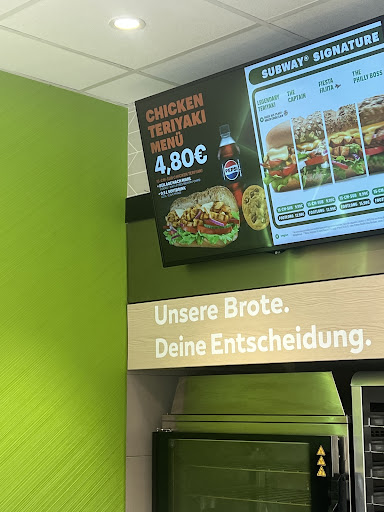 CHICKEN
TERIYAKI
MENÜ
4,80€
PEPSI
SUBWAY® SIGNATURE
LEGENDARY
TERIYAKI
THE
CAPTAIN
FIESTA
FAJITA
THE
PHILLY BOSS
Unsere Brote.
Deine Entscheidung.